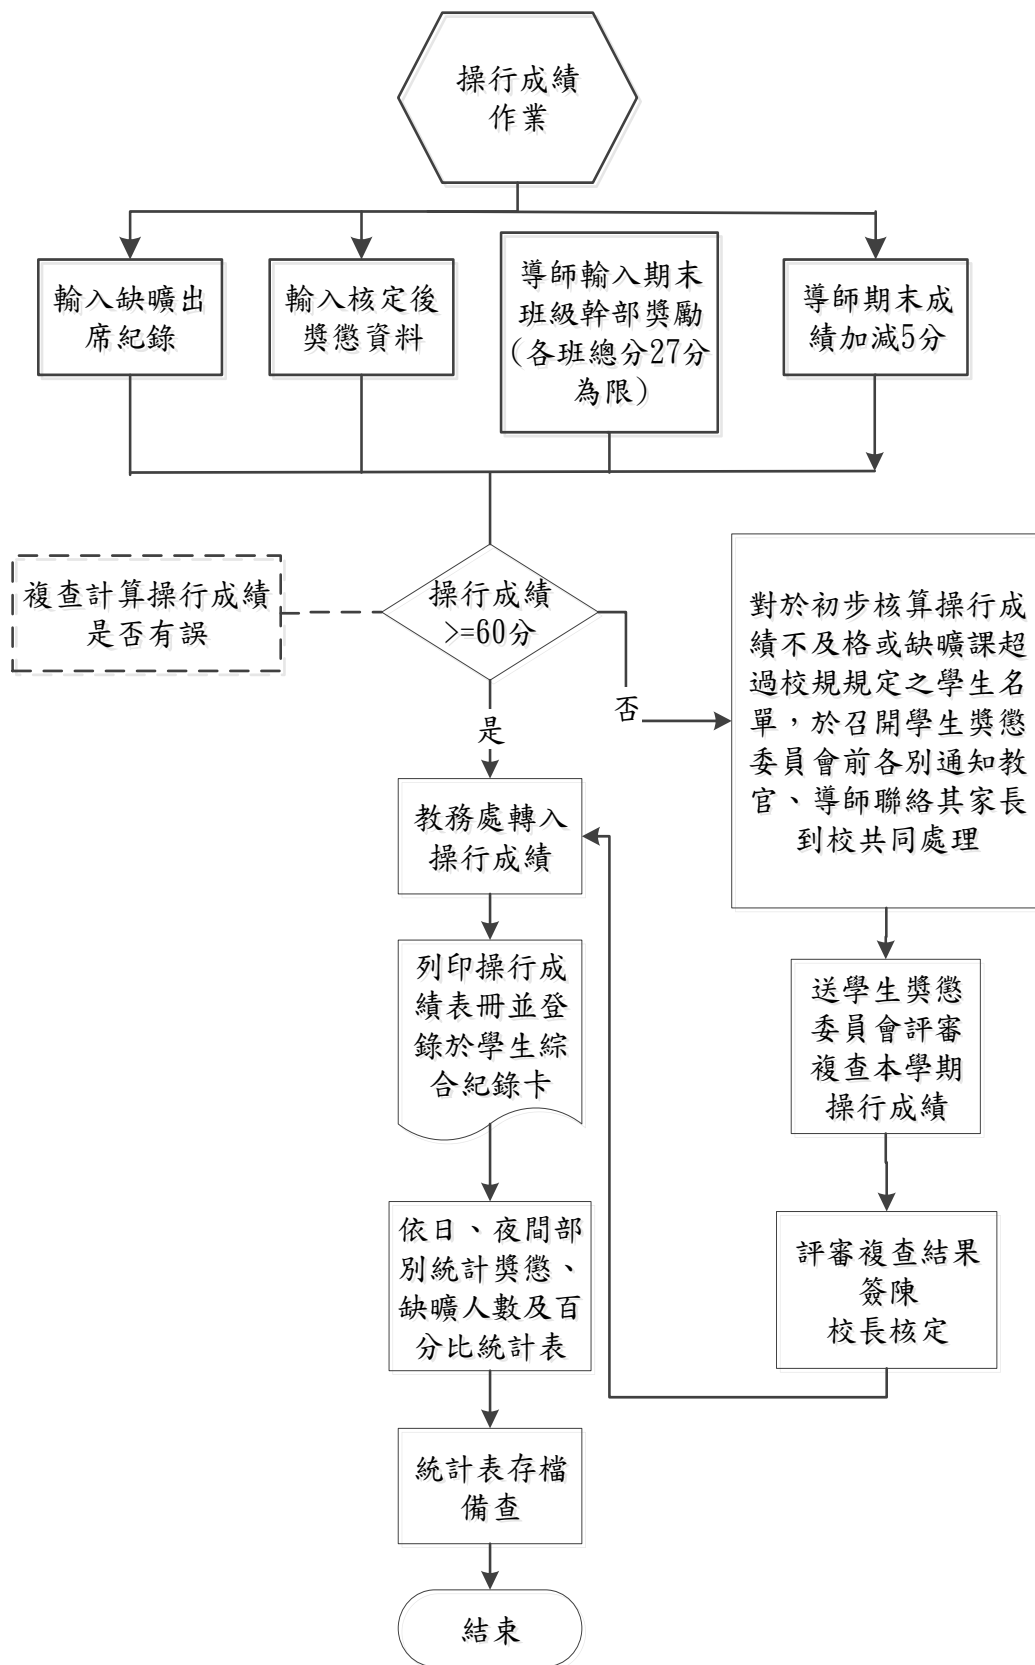 操行成績
作業
輸入缺曠出
席紀錄
輸入核定後
獎懲資料
導師輸入期末
班級幹部獎勵
（各班總分27分
為限）
導師期末成
績加減5分
複查計算操行成績
是否有誤
操行成績
>=60分
是
否
對於初步核算操行成
績不及格或缺曠課超
過校規規定之學生名
單，於召開學生獎懲
委員會前各別通知教
官、導師聯絡其家長
到校共同處理
教務處轉入
操行成績
列印操行成
績表冊並登
錄於學生綜
合紀錄卡
送學生獎懲
委員會評審
複查本學期
操行成績
依日、夜間部
別統計獎懲、
缺曠人數及百
分比統計表
評審複查結果
簽陳
校長核定
統計表存檔
備查
結束